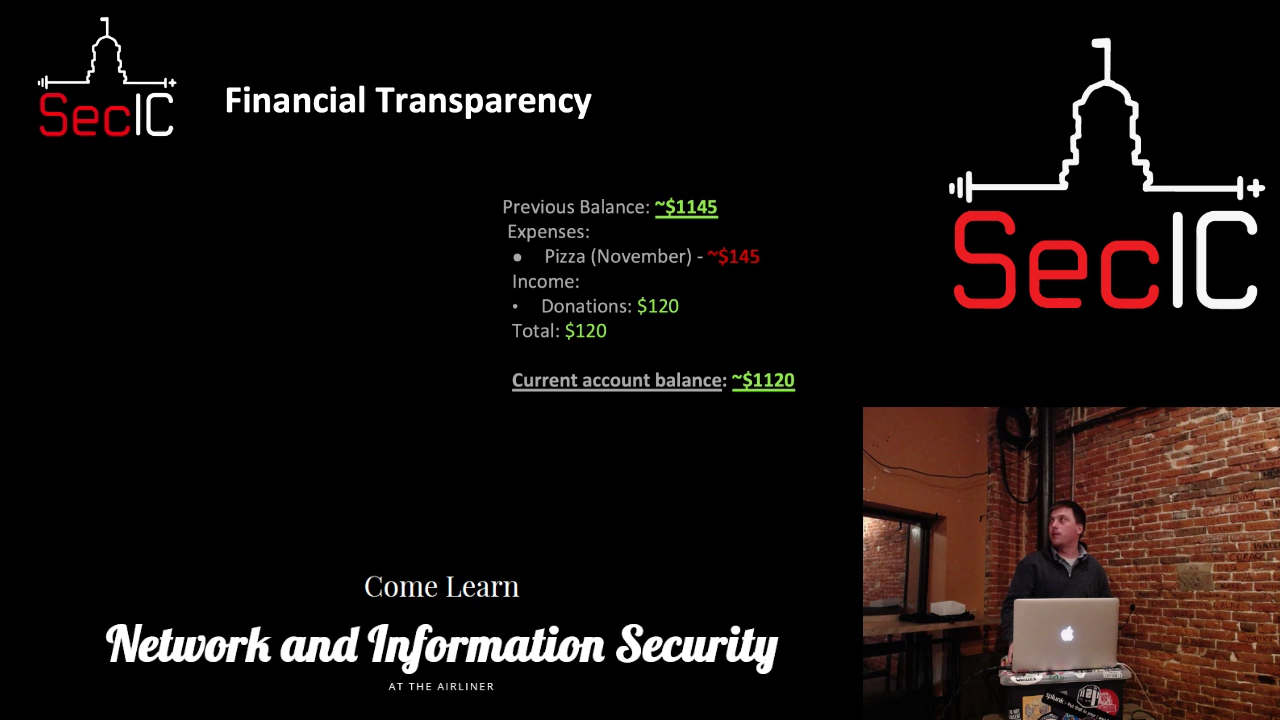 SecIC
Financial Transparency
Previous Balance: ~$1145
Expenses:
● Pizza (November) - ~$145
Income:
• Donations: $120
Total: $120
Current account balance: ~$1120
SecIC
Come Learn
Network and Information Security
AT THE AIRLINER
splunk>